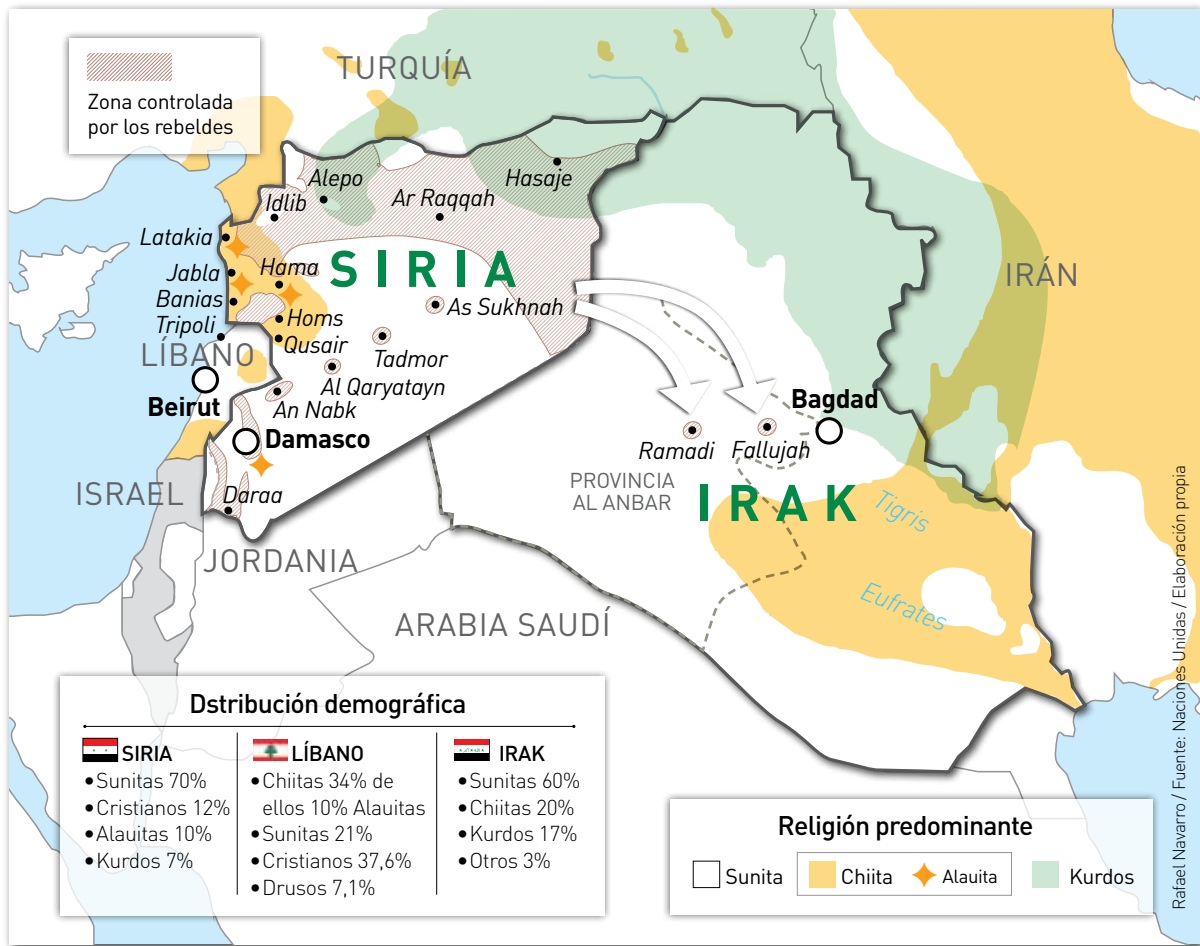 Zona controlada
por los rebeldes
TURQUÍA
Alepo
Hasaje
Idlib
Ar Raqqah
Latakia
SIRIA
IRÁN
Jabla
Hama
Banias
As Sukhnah
Tripoli
Homs
LÍBANO
Qusair
Tadmor
Al Qaryatayn
Beirut
An Nabk
Bagdad
Damasco
Ramadi
Fallujah
ISRAEL
Daraa
PROVINCIA
AL ANBAR
IRAK
Tigris
JORDANIA
Eufrates
ARABIA SAUDÍ
Dstribución demográfica
SIRIA
•Sunitas 70%
•Cristianos 12%
•Alauitas 10%
•Kurdos 7%
LÍBANO
•Chiitas 34% de
ellos 10% Alauitas
•Sunitas 21%
•Cristianos 37,6%
•Drusos 7,1%
IRAK
•Sunitas 60%
•Chiitas 20%
•Kurdos 17%
•Otros 3%
Religión predominante
Sunita
Chiita
Alauita
Kurdos
Rafael Navarro / Fuente: Naciones Unidas / Elaboración propia